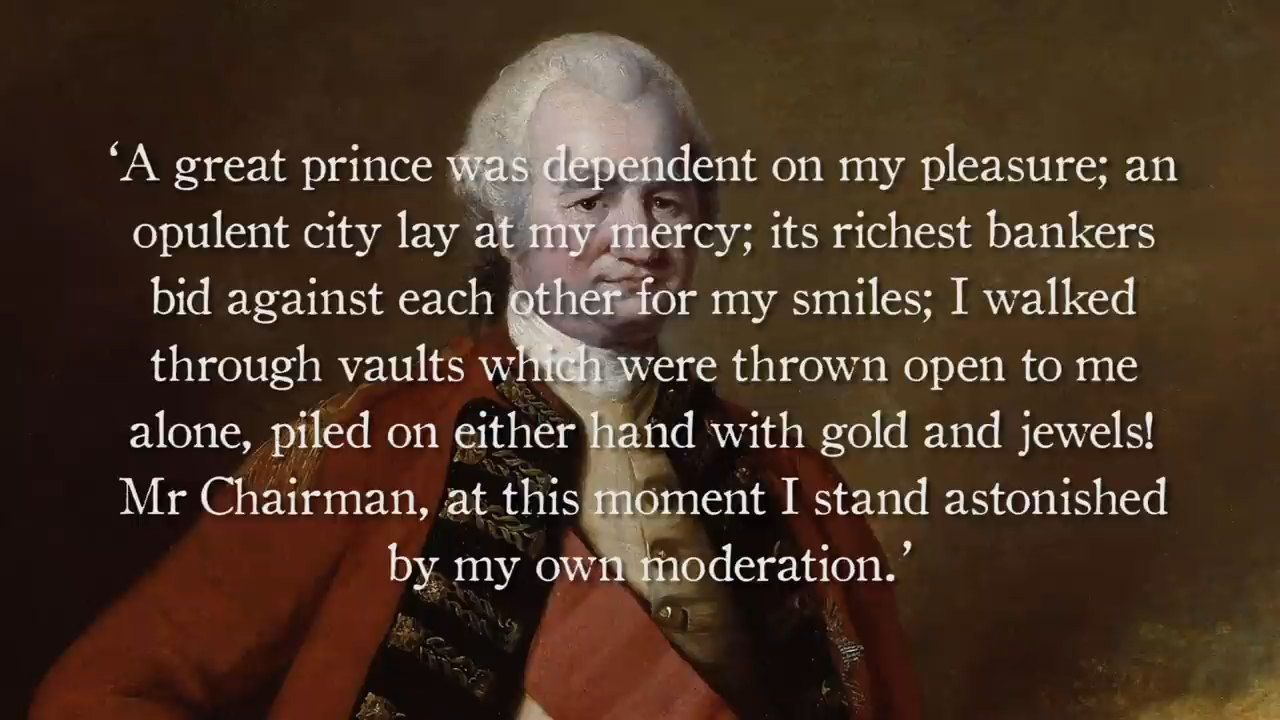 ‘A great prince was dependent on my pleasure; an
opulent city lay at my mercy; its richest bankers
bid against each other for my smiles; I walked
through vaults which were thrown open to me
alone, piled on either hand with gold and jewels!
Mr Chairman, at this moment I stand astonished
by my own moderation.’